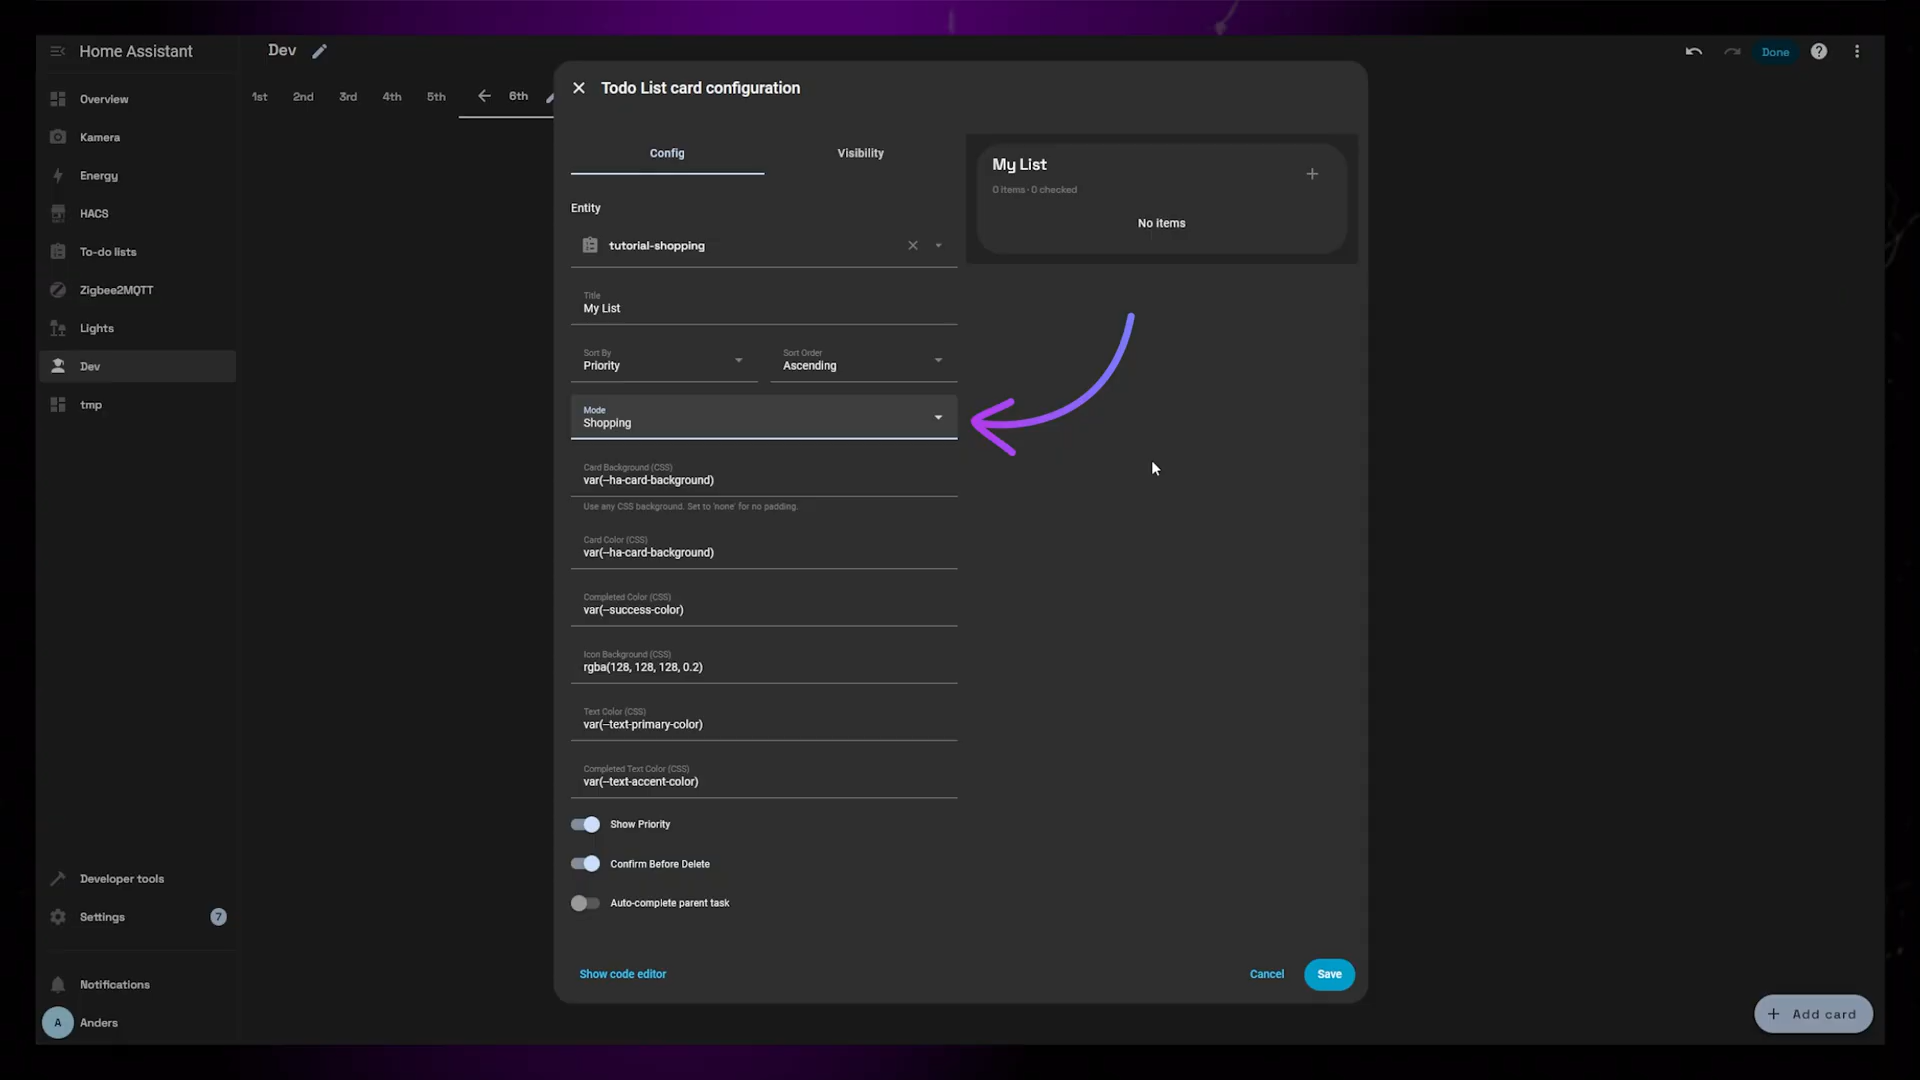 Home Assistant
Dev
Done
Overview
Kamera
Energy
HACS
To-do lists
Zigbee2MQTT
Lights
Dev
tmp
Developer tools
Settings
7
Notifications
A
Anders
1st
2nd
3rd
4th
5th
6th
Todo List card configuration
Config
Visibility
Entity
tutorial-shopping
Title
My List
Sort By
Priority
Sort Order
Ascending
Mode
Shopping
Card Background (CSS)
var(--ha-card-background)
Use any CSS background. Set to 'none' for no padding.
Card Color (CSS)
var(--ha-card-background)
Completed Color (CSS)
var(--success-color)
Icon Background (CSS)
rgba(128, 128, 128, 0.2)
Text Color (CSS)
var(--text-primary-color)
Completed Text Color (CSS)
var(--text-accent-color)
Show Priority
Confirm Before Delete
Auto-complete parent task
My List
0 items · 0 checked
No items
Show code editor
Cancel
Save
Add card